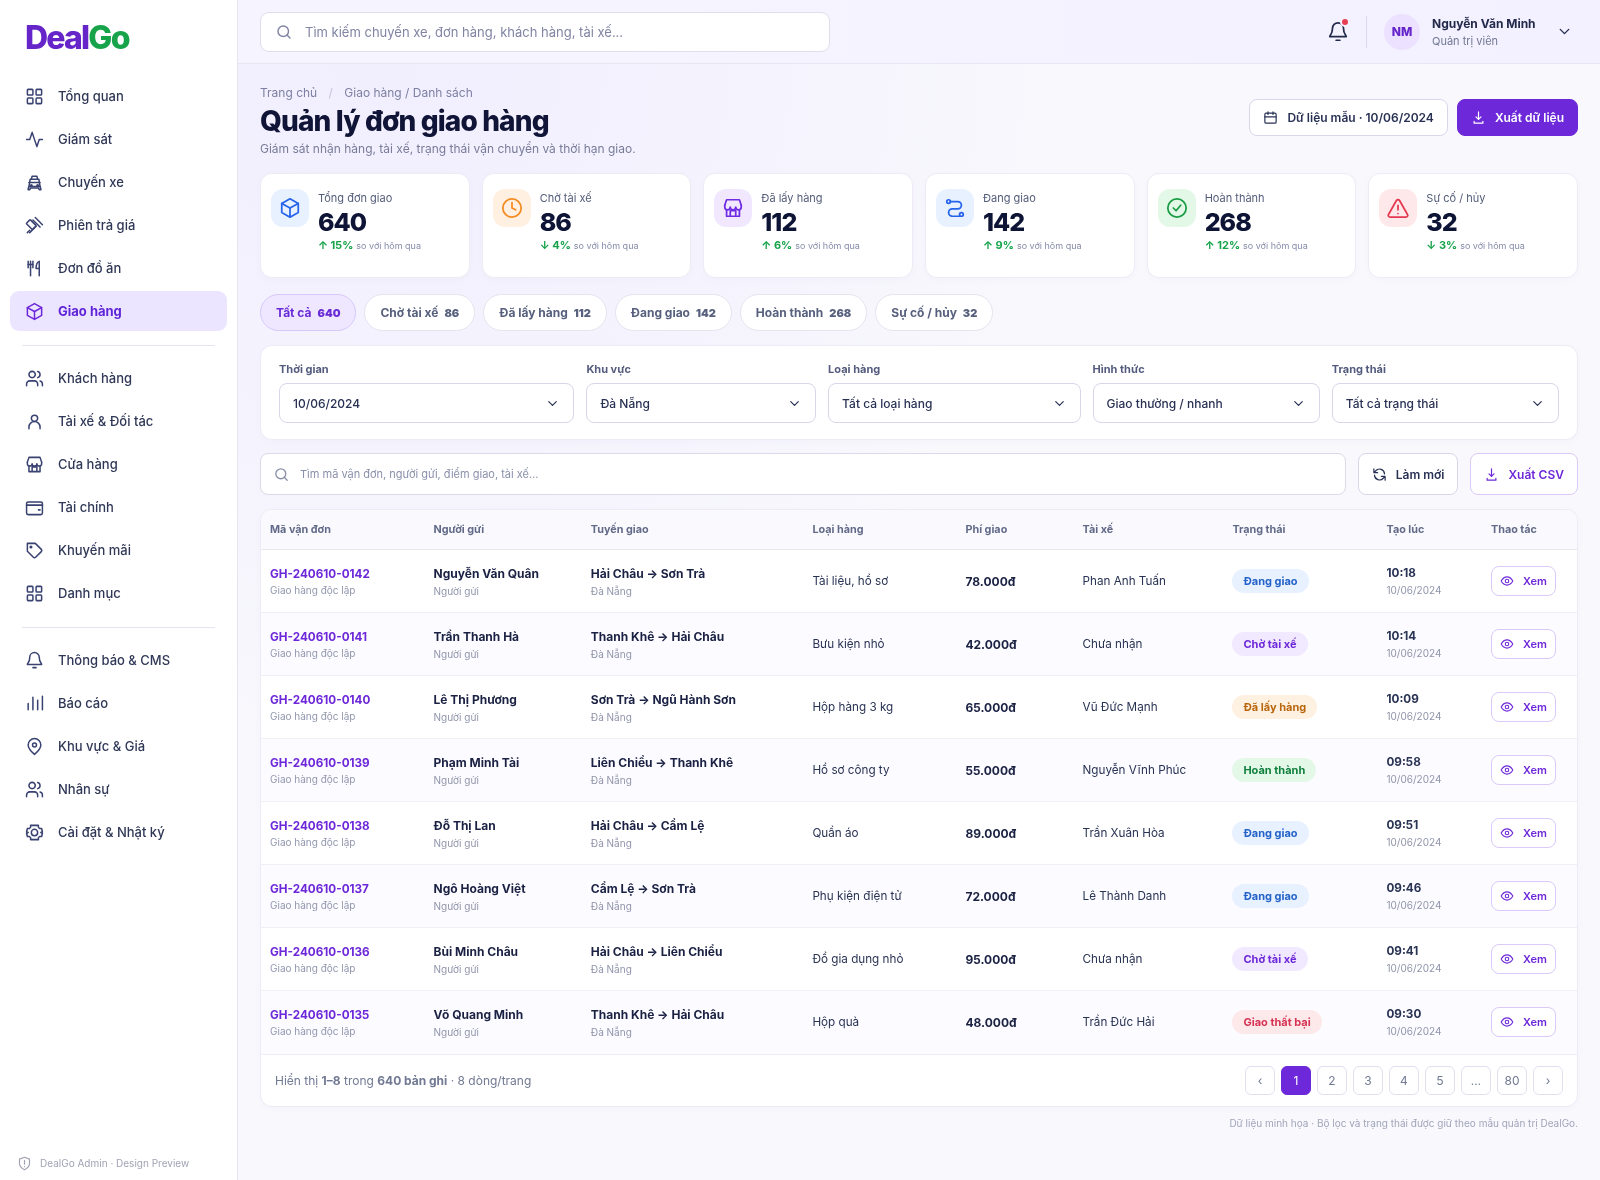 DealGo
Tìm kiếm chuyến xe, đơn hàng, khách hàng, tài xế...
NM
Nguyễn Văn Minh
Quản trị viên
Tổng quan
Giám sát
Chuyến xe
Phiên trả giá
Đơn đồ ăn
Giao hàng
Khách hàng
Tài xế & Đối tác
Cửa hàng
Tài chính
Khuyến mãi
Danh mục
Thông báo & CMS
Báo cáo
Khu vực & Giá
Nhân sự
Cài đặt & Nhật ký
DealGo Admin · Design Preview
Trang chủ / Giao hàng / Danh sách
Quản lý đơn giao hàng
Giám sát nhận hàng, tài xế, trạng thái vận chuyển và thời hạn giao.
Dữ liệu mẫu · 10/06/2024
Xuất dữ liệu
Tổng đơn giao
640
↑ 15% so với hôm qua
Chờ tài xế
86
↓ 4% so với hôm qua
Đã lấy hàng
112
↑ 6% so với hôm qua
Đang giao
142
↑ 9% so với hôm qua
Hoàn thành
268
↑ 12% so với hôm qua
Sự cố / hủy
32
↓ 3% so với hôm qua
Tất cả 640
Chờ tài xế 86
Đã lấy hàng 112
Đang giao 142
Hoàn thành 268
Sự cố / hủy 32
Thời gian
10/06/2024
Khu vực
Đà Nẵng
Loại hàng
Tất cả loại hàng
Hình thức
Giao thường / nhanh
Trạng thái
Tất cả trạng thái
Tìm mã vận đơn, người gửi, điểm giao, tài xế...
Làm mới
Xuất CSV
Mã vận đơn Người gửi Tuyến giao Loại hàng Phí giao Tài xế Trạng thái Tạo lúc Thao tác
GH-240610-0142 Nguyễn Văn Quân Hải Châu → Sơn Trà Tài liệu, hồ sơ 78.000đ Phan Anh Tuấn Đang giao 10:18 Xem
Giao hàng độc lập Người gửi Đà Nẵng 10/06/2024
GH-240610-0141 Trần Thanh Hà Thanh Khê → Hải Châu Bưu kiện nhỏ 42.000đ Chưa nhận Chờ tài xế 10:14 Xem
Giao hàng độc lập Người gửi Đà Nẵng 10/06/2024
GH-240610-0140 Lê Thị Phương Sơn Trà → Ngũ Hành Sơn Hộp hàng 3 kg 65.000đ Vũ Đức Mạnh Đã lấy hàng 10:09 Xem
Giao hàng độc lập Người gửi Đà Nẵng 10/06/2024
GH-240610-0139 Phạm Minh Tài Liên Chiểu → Thanh Khê Hồ sơ công ty 55.000đ Nguyễn Vĩnh Phúc Hoàn thành 09:58 Xem
Giao hàng độc lập Người gửi Đà Nẵng 10/06/2024
GH-240610-0138 Đỗ Thị Lan Hải Châu → Cẩm Lệ Quần áo 89.000đ Trần Xuân Hòa Đang giao 09:51 Xem
Giao hàng độc lập Người gửi Đà Nẵng 10/06/2024
GH-240610-0137 Ngô Hoàng Việt Cẩm Lệ → Sơn Trà Phụ kiện điện tử 72.000đ Lê Thành Danh Đang giao 09:46 Xem
Giao hàng độc lập Người gửi Đà Nẵng 10/06/2024
GH-240610-0136 Bùi Minh Châu Hải Châu → Liên Chiểu Đồ gia dụng nhỏ 95.000đ Chưa nhận Chờ tài xế 09:41 Xem
Giao hàng độc lập Người gửi Đà Nẵng 10/06/2024
GH-240610-0135 Võ Quang Minh Thanh Khê → Hải Châu Hộp quà 48.000đ Trần Đức Hải Giao thất bại 09:30 Xem
Giao hàng độc lập Người gửi Đà Nẵng 10/06/2024
Hiển thị 1–8 trong 640 bản ghi · 8 dòng/trang
‹ 1 2 3 4 5 ... 80 ›
Dữ liệu minh họa · Bộ lọc và trạng thái được giữ theo mẫu quản trị DealGo.